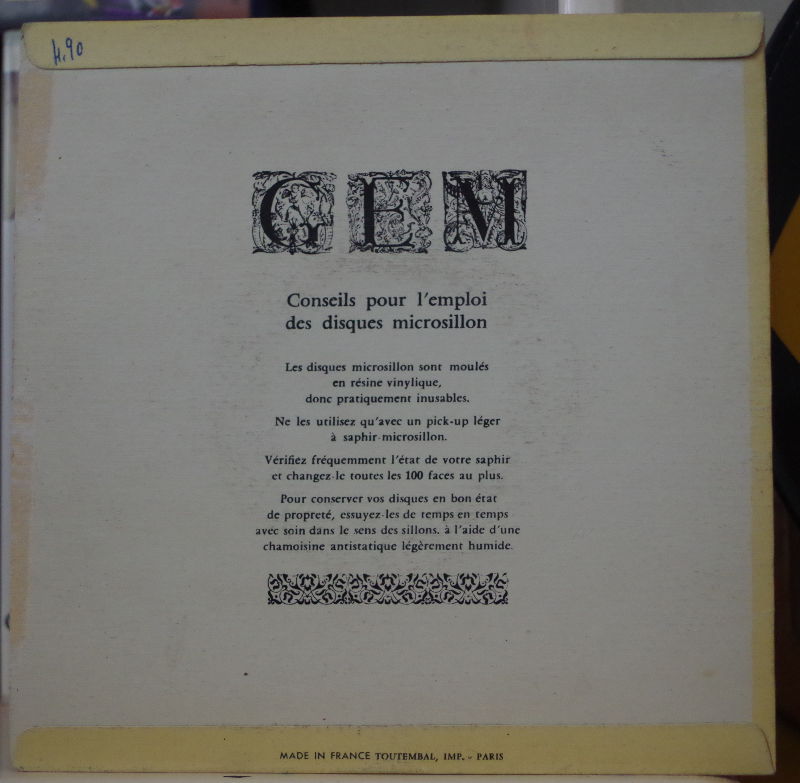 4.90
GEM
Conseils pour l'emploi
des disques microsillon
Les disques microsillon sont moulés
en résine vinylique,
donc pratiquement inusables.
Ne les utilisez qu'avec un pick-up léger
à saphir-microsillon.
Vérifiez fréquemment l'état de votre saphir
et changez-le toutes les 100 faces au plus.
Pour conserver vos disques en bon état
de propreté, essuyez-les de temps en temps
avec soin dans le sens des sillons. à l'aide d'une
chamoisine antistatique légèrement humide.
MADE IN FRANCE TOUTEMBAL, IMP. - PARIS